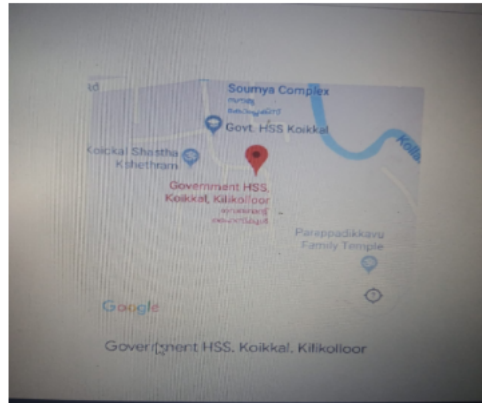 Soumya Complex
Govt. HSS Koikkal
Koickal Shastha
Kshethram
Government HSS,
Koikkal, Kilikolloor
Parappadikkavu
Family Temple
Google
Government HSS, Koikkal, Kilikolloor